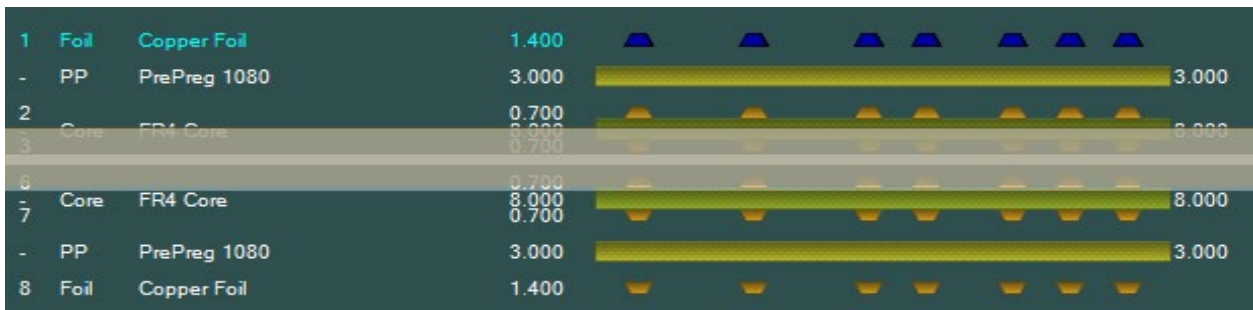 1 Foil Copper Foil 1.400
- PP PrePreg 1080 3.000 3.000
2 0.700
- Core FR4 Core 8.000 8.000
3 0.700
6 0.700
- Core FR4 Core 8.000 8.000
7 0.700
- PP PrePreg 1080 3.000 3.000
8 Foil Copper Foil 1.400